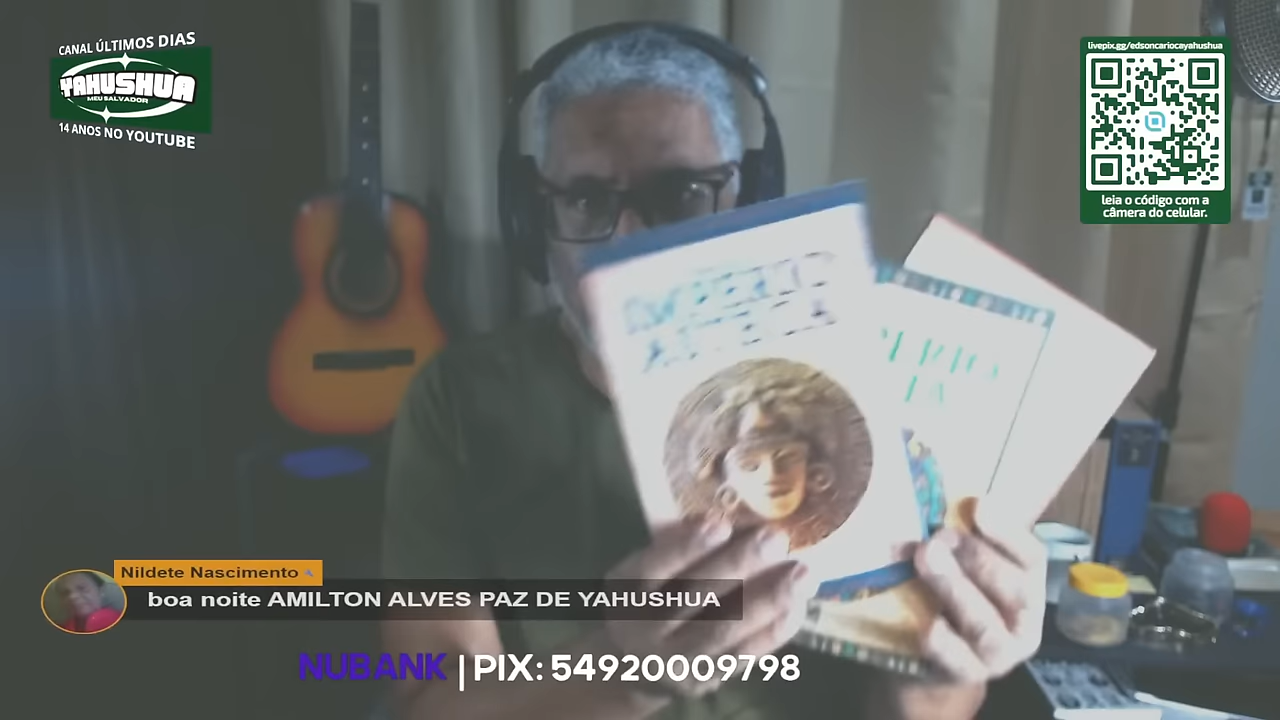 CANAL ÚLTIMOS DIAS
YAHUSHUA
MEU SALVADOR
14 ANOS NO YOUTUBE
livepix.gg/edsoncariocayahushua
leia o código com a
câmera do celular.
Nildete Nascimento
boa noite AMILTON ALVES PAZ DE YAHUSHUA
NUBANK | PIX: 54920009798